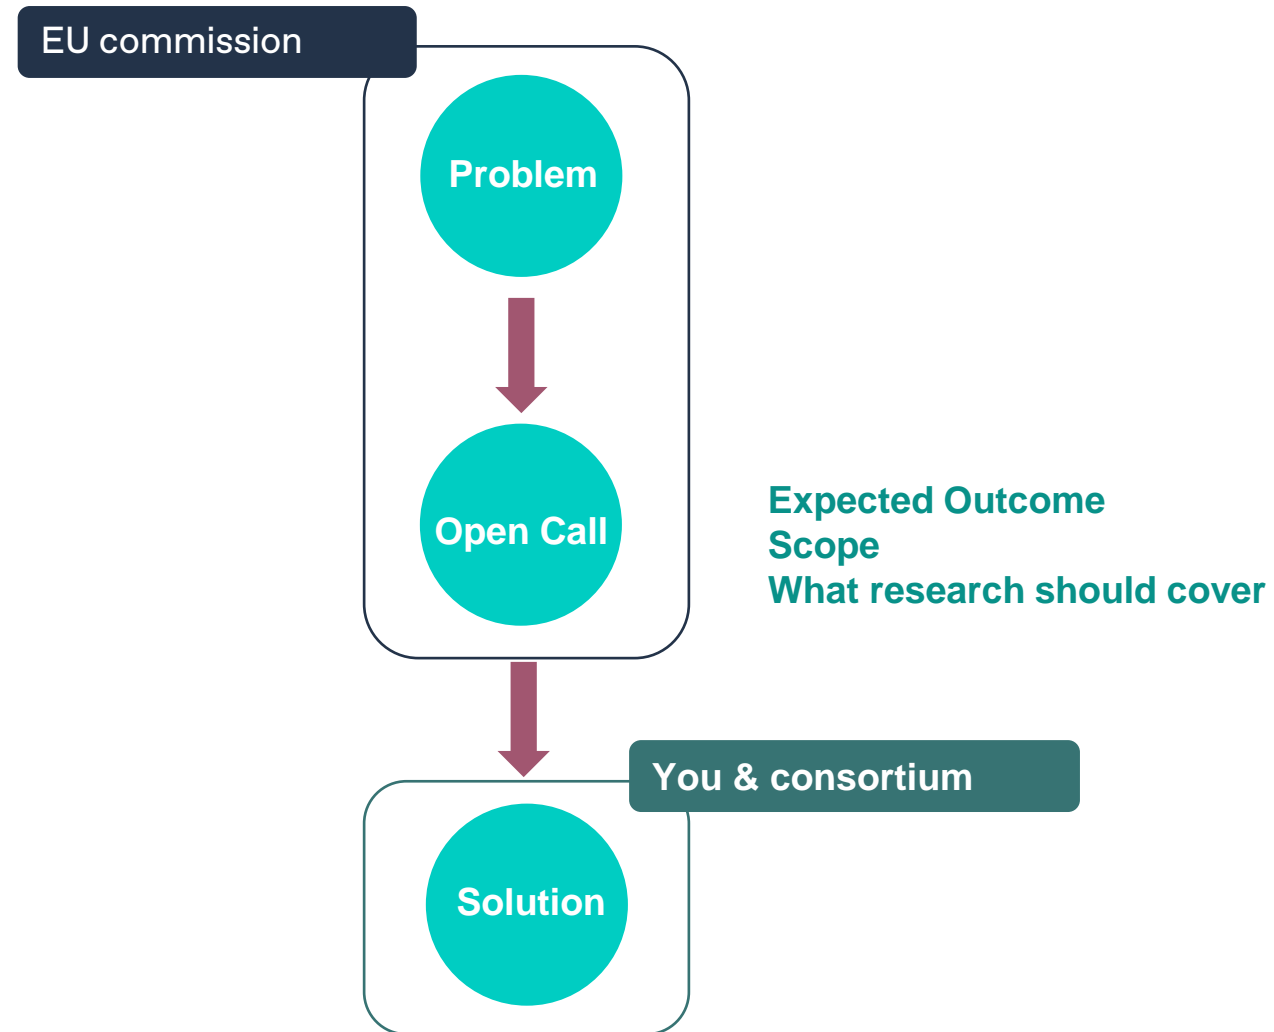 EU commission
Problem
Open Call
Expected Outcome
Scope
What research should cover
You & consortium
Solution